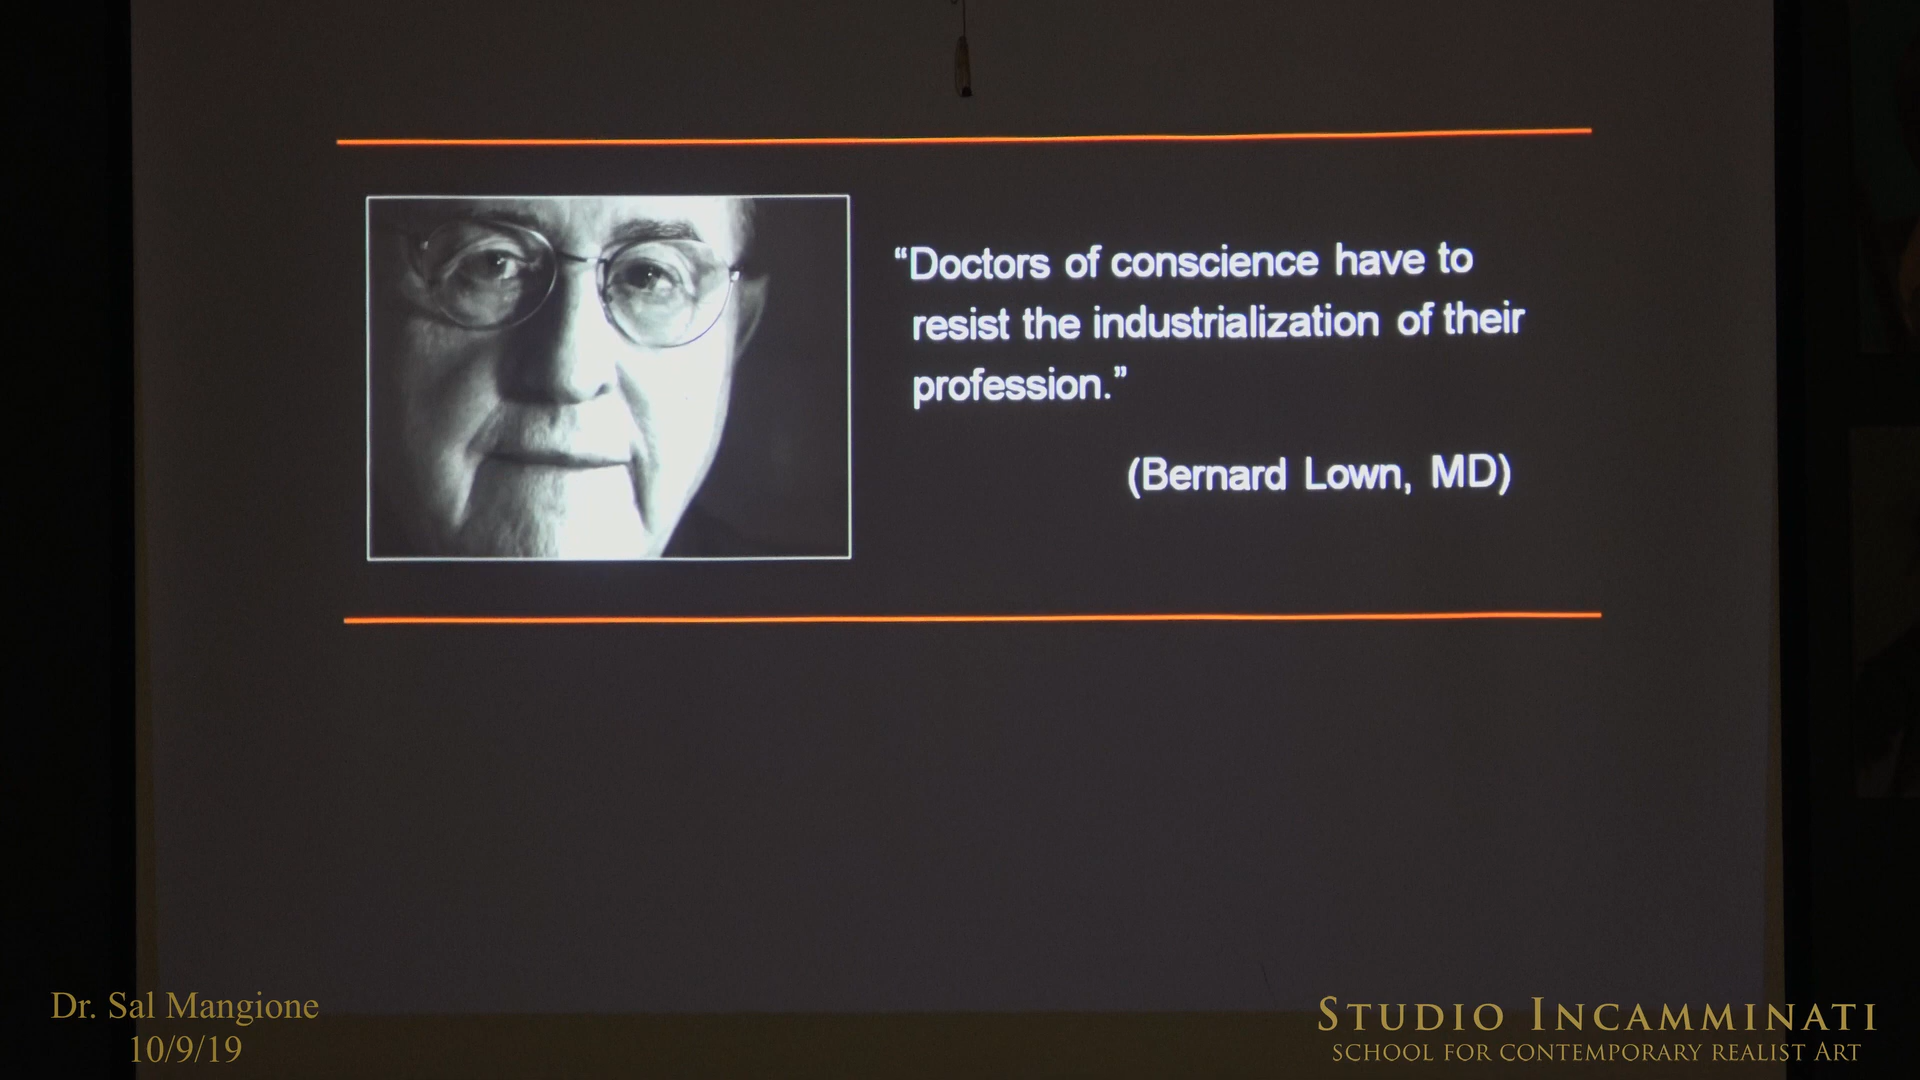 “Doctors of conscience have to
resist the industrialization of their
profession.”
(Bernard Lown, MD)
Dr. Sal Mangione
10/9/19
STUDIO INCAMMINATI
SCHOOL FOR CONTEMPORARY REALIST ART